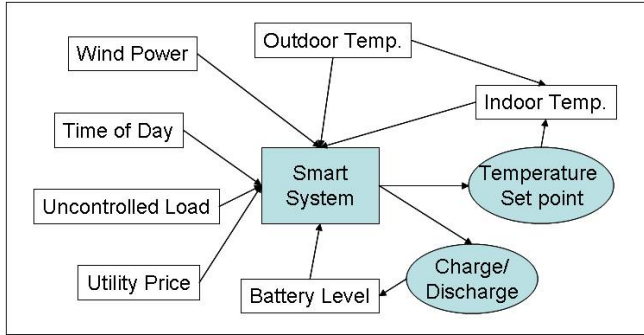 Outdoor Temp.
Wind Power
Indoor Temp.
Time of Day
Smart
System
Temperature
Set point
Uncontrolled Load
Utility Price
Battery Level
Charge/
Discharge